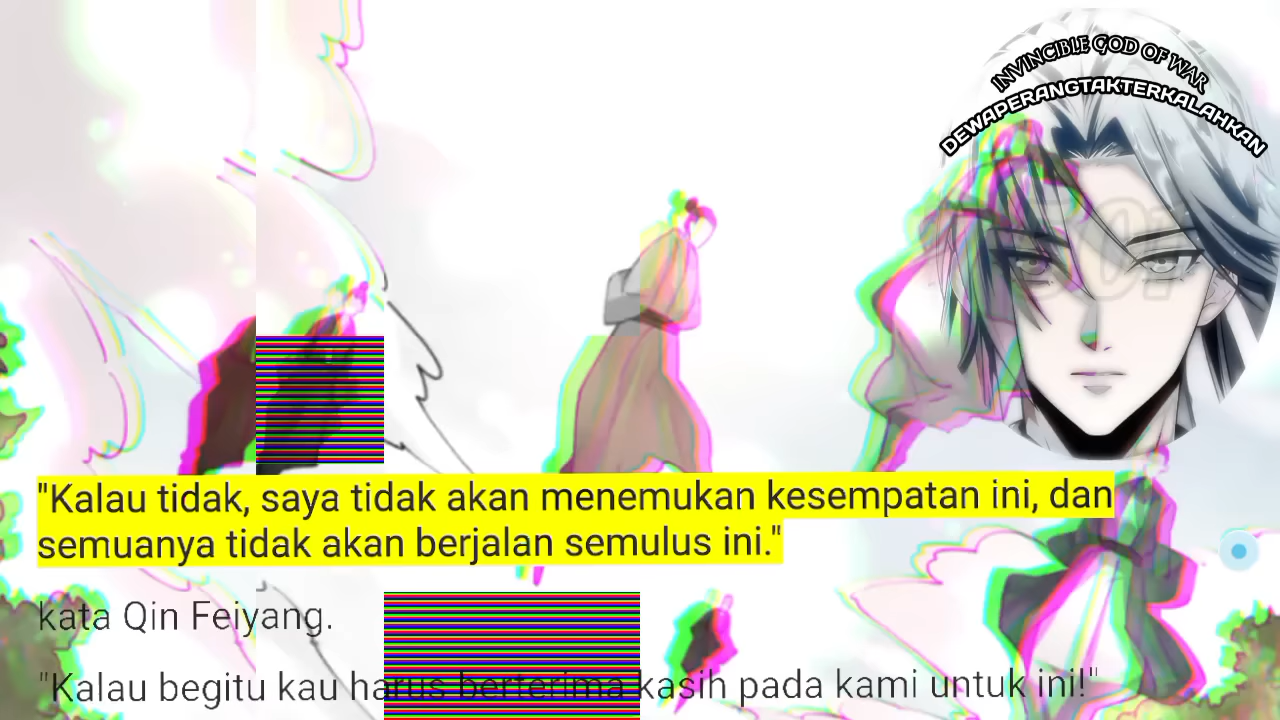 INVINCIBLE GOD OF WAR
DEWAPERANGTAKTERKALAHKAN
"Kalau tidak, saya tidak akan menemukan kesempatan ini, dan
semuanya tidak akan berjalan semulus ini."
kata Qin Feiyang.
"Kalau begitu kau harus berterima kasih pada kami untuk ini!"